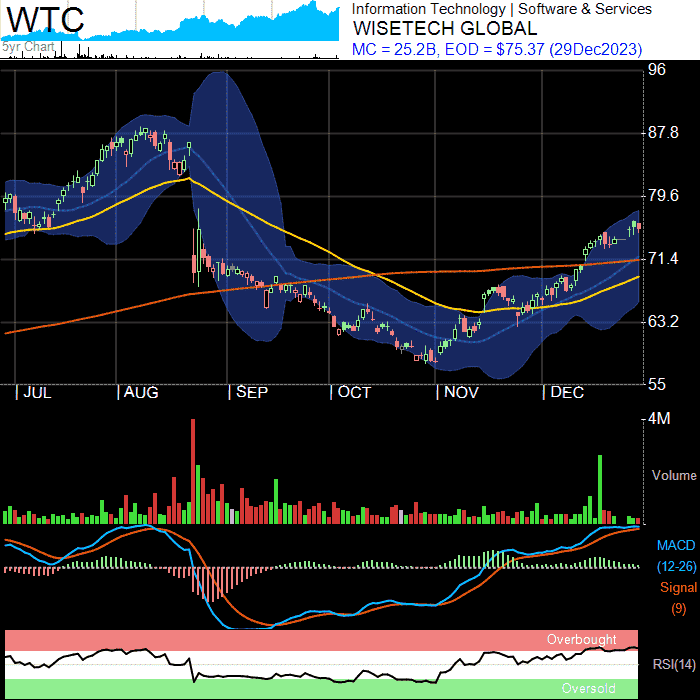 WTC
5yr Chart
Information Technology | Software & Services
WISETECH GLOBAL
MC = 25.2B, EOD = $75.37 (29Dec2023)
96
87.8
79.6
71.4
63.2
55
| JUL | AUG | SEP | OCT | NOV | DEC
4M
Volume
MACD
(12-26)
Signal
(9)
Overbought
RSI(14)
Oversold